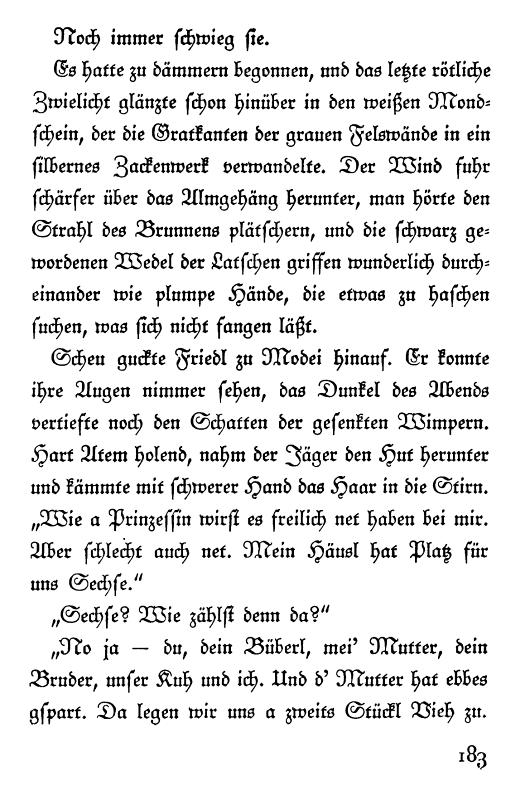 Noch immer schwieg sie.
Es hatte zu dämmern begonnen, und das letzte rötliche
Zwielicht glänzte schon hinüber in den weißen Mond-
schein, der die Gratkanten der grauen Felswände in ein
silbernes Zackenwerk verwandelte. Der Wind fuhr
schärfer über das Almgehäng herunter, man hörte den
Strahl des Brunnens plätschern, und die schwarz ge-
wordenen Wedel der Latschen griffen wunderlich durch-
einander wie plumpe Hände, die etwas zu haschen
suchen, was sich nicht fangen läßt.
Scheu guckte Friedl zu Modei hinauf. Er konnte
ihre Augen nimmer sehen, das Dunkel des Abends
vertiefte noch den Schatten der gesenkten Wimpern.
Hart Atem holend, nahm der Jäger den Hut herunter
und kämmte mit schwerer Hand das Haar in die Stirn.
„Wie a Prinzessin wirst es freilich net haben bei mir.
Aber schlecht auch net. Mein Häusl hat Platz für
uns Sechse.“
„Sechse? Wie zählst denn da?“
„No ja — du, dein Büberl, mei' Mutter, dein
Bruder, unser Kuh und ich. Und d' Mutter hat ebbes
gspart. Da legen wir uns a zweits Stückl Vieh zu.
183